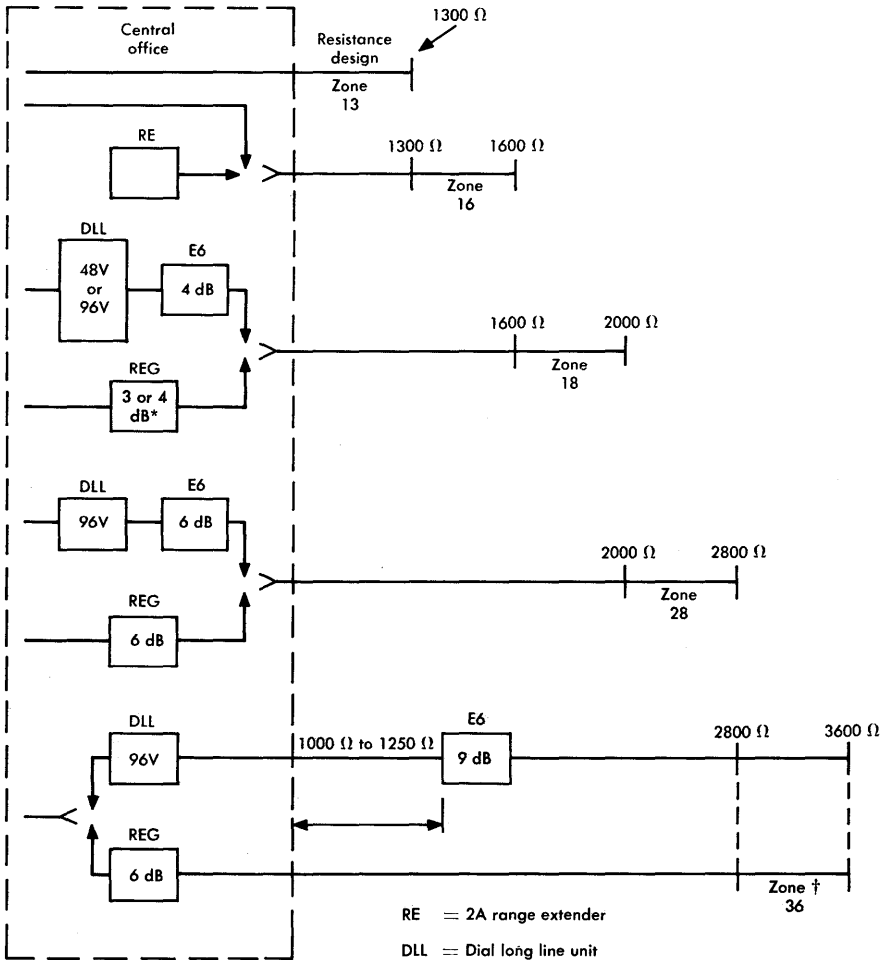 1300 Ω
Central
office
Resistance
design
Zone
13
RE
1300 Ω 1600 Ω
Zone
16
DLL
48V
or
96V
E6
4 dB
1600 Ω 2000 Ω
Zone
18
REG
3 or 4
dB*
DLL
96V
E6
6 dB
2000 Ω 2800 Ω
Zone
28
REG
6 dB
DLL
96V
1000 Ω to 1250 Ω
E6
9 dB
2800 Ω 3600 Ω
REG
6 dB
Zone †
36
RE = 2A range extender
DLL = Dial long line unit